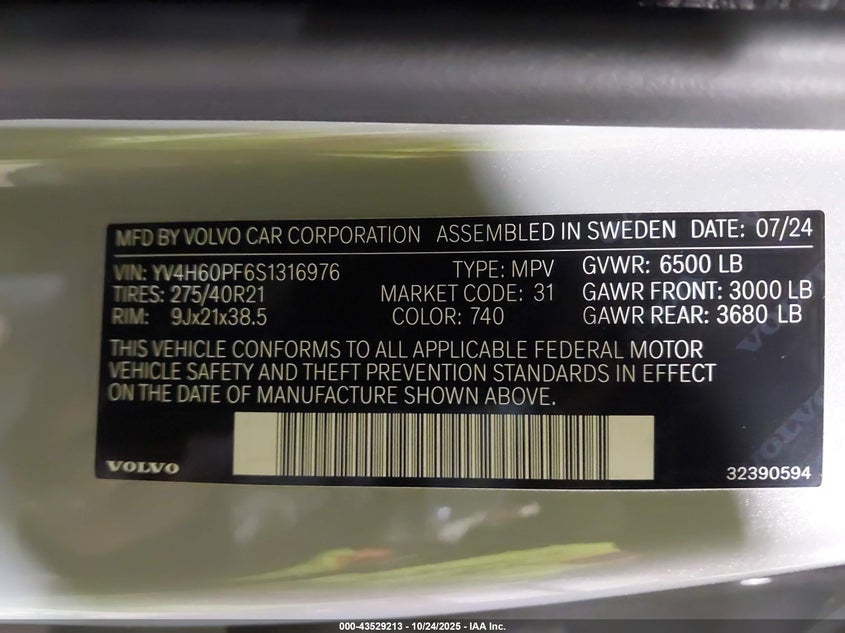 MFD BY VOLVO CAR CORPORATION ASSEMBLED IN SWEDEN DATE: 07/24
VIN: YV4H60PF6S1316976 TYPE: MPV GVWR: 6500 LB
TIRES: 275/40R21 MARKET CODE: 31 GAWR FRONT: 3000 LB
RIM: 9Jx21x38.5 COLOR: 740 GAWR REAR: 3680 LB
THIS VEHICLE CONFORMS TO ALL APPLICABLE FEDERAL MOTOR
VEHICLE SAFETY AND THEFT PREVENTION STANDARDS IN EFFECT
ON THE DATE OF MANUFACTURE SHOWN ABOVE.
VOLVO 32390594
VOLVO
VOLVO
000-43529213 - 10/24/2025 - IAA Inc.